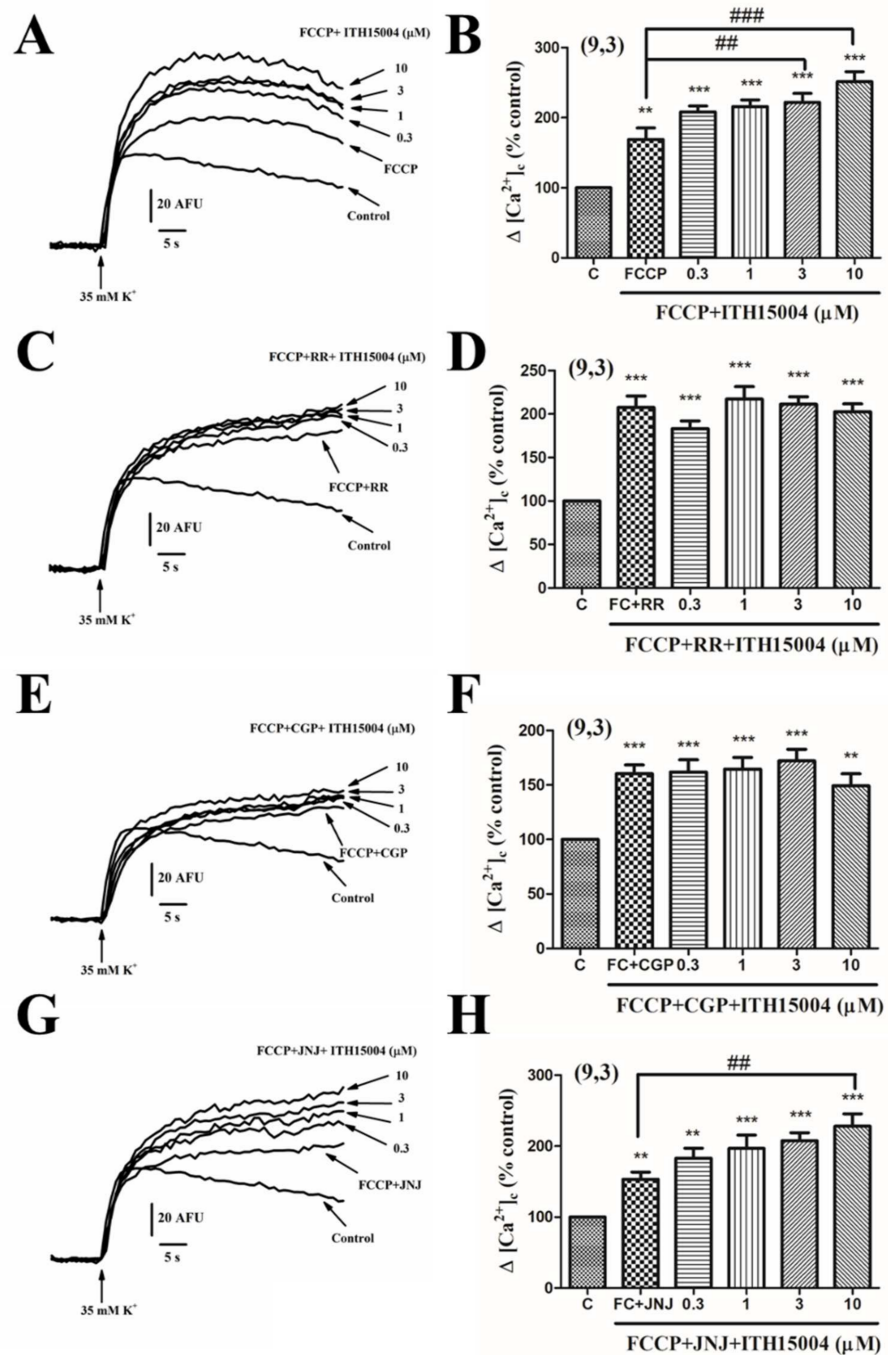 A
FCCP+ ITH15004 (μM)
10
3
1
0.3
FCCP
Control
20 AFU
5 s
35 mM K⁺
B
(9,3)
###
##
**
***
***
***
***
Δ [Ca²⁺]c (% control)
300
200
100
0
C FCCP 0.3 1 3 10
FCCP+ITH15004 (μM)
C
FCCP+RR+ ITH15004 (μM)
10
3
1
0.3
FCCP+RR
Control
20 AFU
5 s
35 mM K⁺
D
(9,3)
***
***
***
***
***
Δ [Ca²⁺]c (% control)
250
200
150
100
50
0
C FC+RR 0.3 1 3 10
FCCP+RR+ITH15004 (μM)
E
FCCP+CGP+ ITH15004 (μM)
10
3
1
0.3
FCCP+CGP
Control
20 AFU
5 s
35 mM K⁺
F
(9,3)
***
***
***
***
**
Δ [Ca²⁺]c (% control)
200
150
100
50
0
C FC+CGP 0.3 1 3 10
FCCP+CGP+ITH15004 (μM)
G
FCCP+JNJ+ ITH15004 (μM)
10
3
1
0.3
FCCP+JNJ
Control
20 AFU
5 s
35 mM K⁺
H
(9,3)
##
**
**
***
***
***
Δ [Ca²⁺]c (% control)
300
200
100
0
C FC+JNJ 0.3 1 3 10
FCCP+JNJ+ITH15004 (μM)